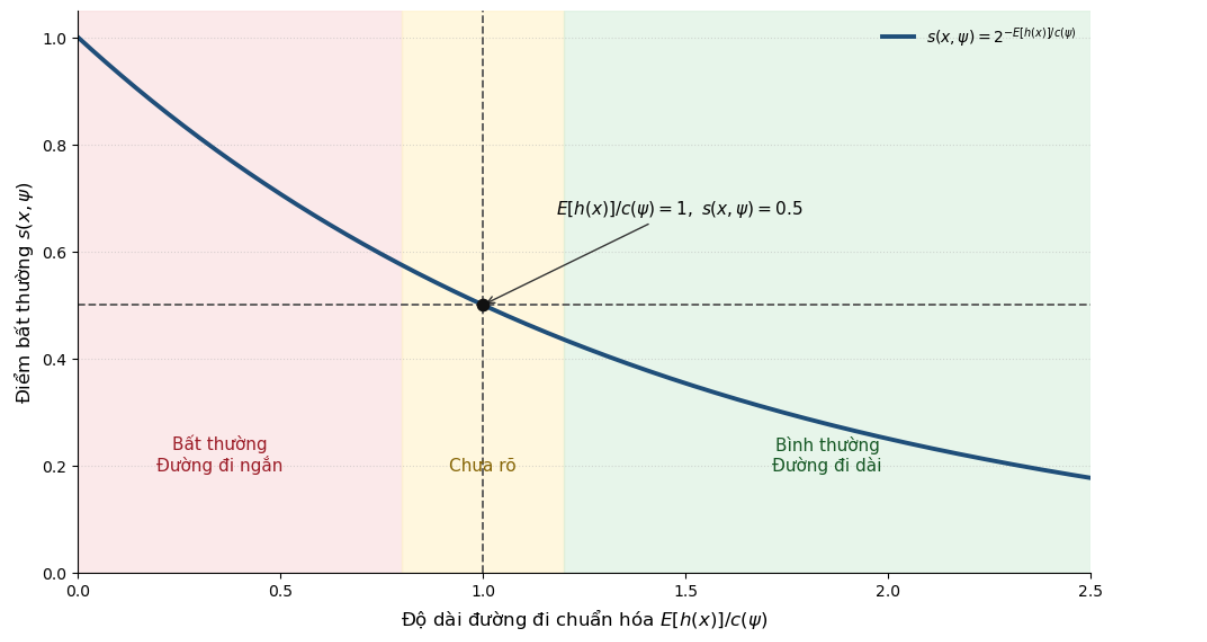 s(x, ψ) = 2^{-E[h(x)]/c(ψ)}
E[h(x)]/c(ψ) = 1, s(x, ψ) = 0.5
Điểm bất thường s(x, ψ)
1.0
0.8
0.6
0.4
0.2
0.0
Bất thường
Đường đi ngắn
Chưa rõ
Bình thường
Đường đi dài
0.0 0.5 1.0 1.5 2.0 2.5
Độ dài đường đi chuẩn hóa E[h(x)]/c(ψ)